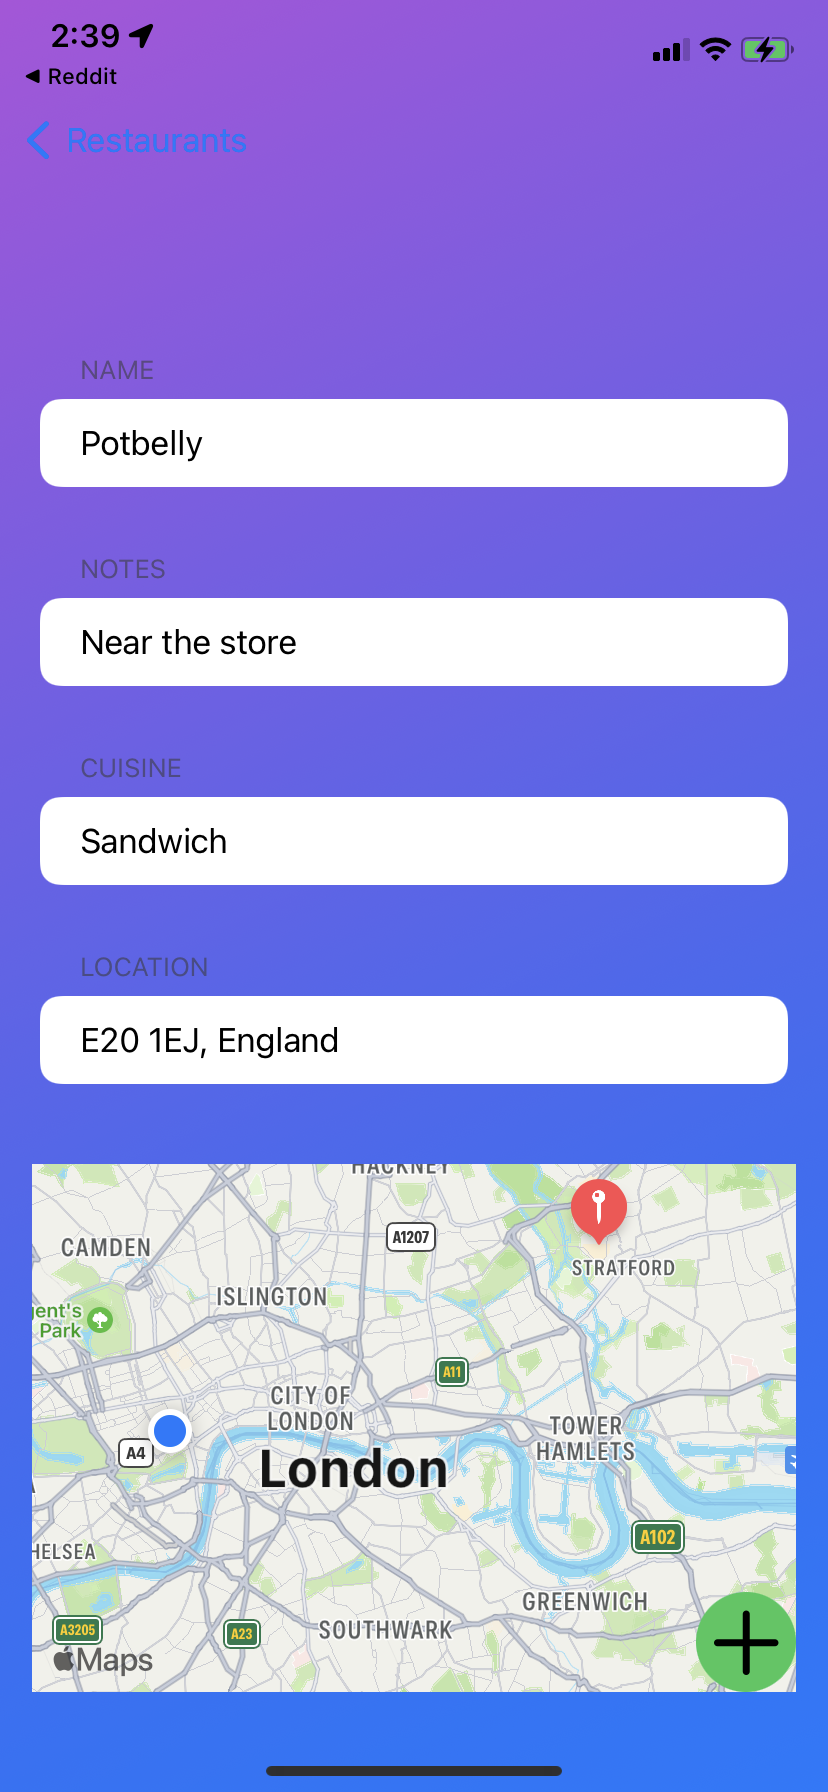 2:39
Reddit
Restaurants
NAME
Potbelly
NOTES
Near the store
CUISINE
Sandwich
LOCATION
E20 1EJ, England
HACKNEY
CAMDEN
A1207
STRATFORD
ISLINGTON
gent's
Park
A11
CITY OF
LONDON
TOWER
HAMLETS
A4
London
A102
HELSEA
GREENWICH
A3205
A23
SOUTHWARK
Maps